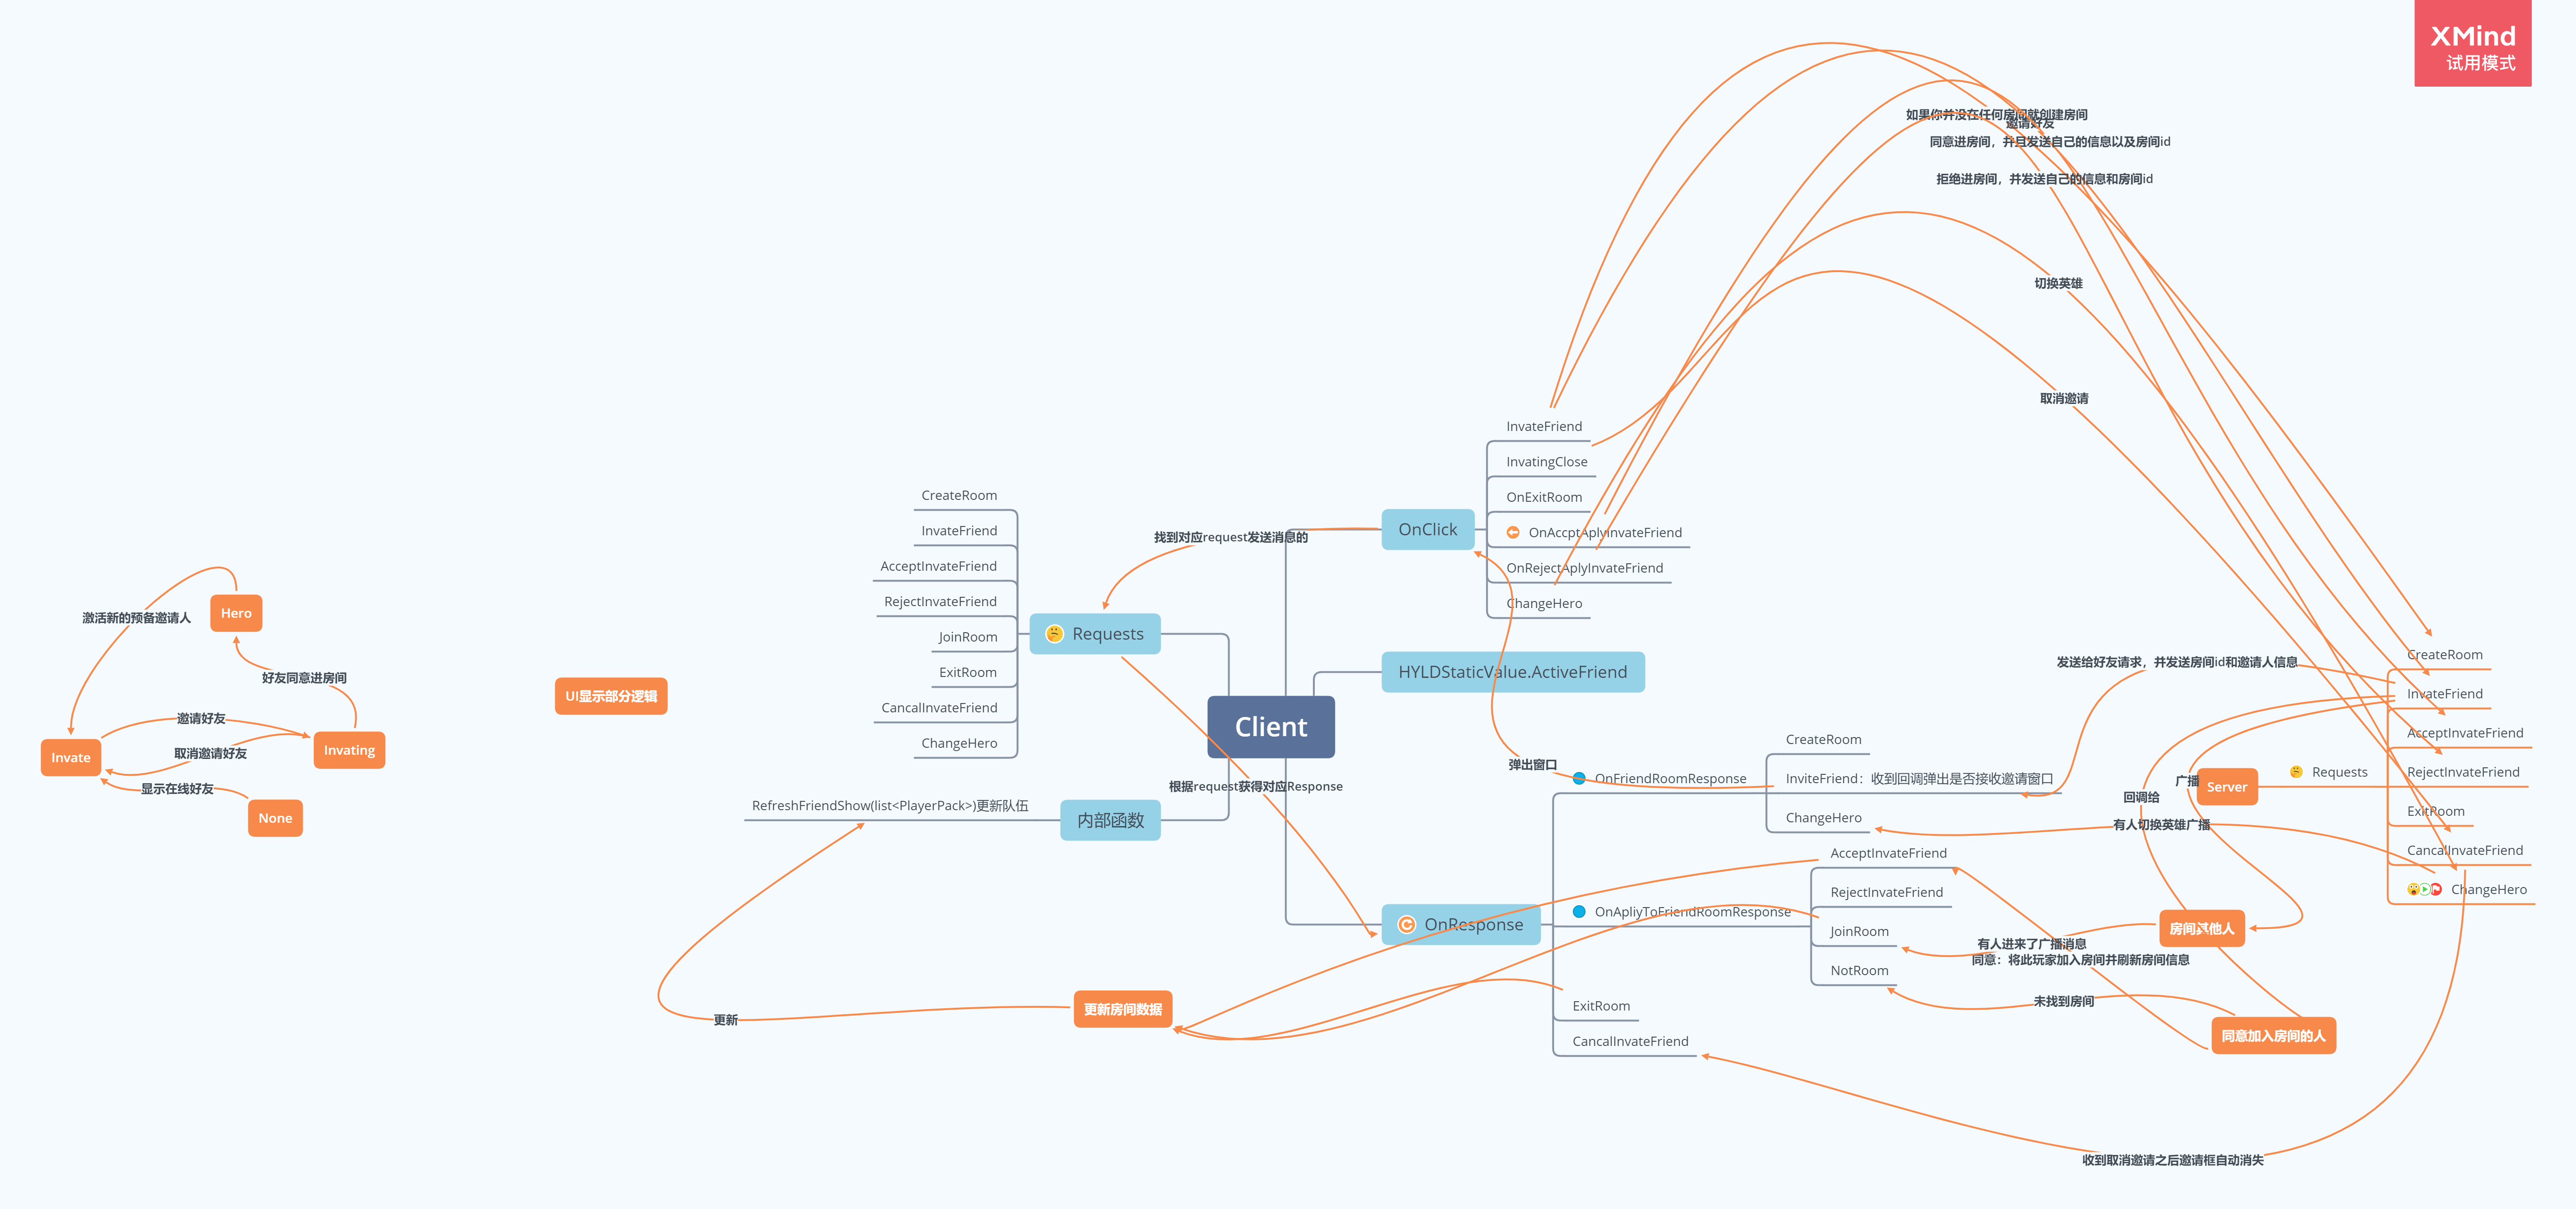 XMind
试用模式
如果你并没在任何房间就创建房间
邀请好友
同意进房间，并且发送自己的信息以及房间id
拒绝进房间，并发送自己的信息和房间id
切换英雄
取消邀请
Hero
激活新的预备邀请人
好友同意进房间
邀请好友
Invate
取消邀请好友
Invating
显示在线好友
None
UI显示部分逻辑
CreateRoom
InvateFriend
AcceptInvateFriend
RejectInvateFriend
JoinRoom
ExitRoom
CancalInvateFriend
ChangeHero
Requests
找到对应request发送消息的
Client
根据request获得对应Response
RefreshFriendShow(list<PlayerPack>)更新队伍
内部函数
更新房间数据
更新
OnClick
InvateFriend
InvatingClose
OnExitRoom
OnAccptAplyInvateFriend
OnRejectAplyInvateFriend
ChangeHero
HYLDStaticValue.ActiveFriend
弹出窗口
OnResponse
OnFriendRoomResponse
CreateRoom
InviteFriend：收到回调弹出是否接收邀请窗口
ChangeHero
OnApliyToFriendRoomResponse
AcceptInvateFriend
RejectInvateFriend
JoinRoom
NotRoom
ExitRoom
CancalInvateFriend
发送给好友请求，并发送房间id和邀请人信息
广播
回调给
有人切换英雄广播
Server
Requests
CreateRoom
InvateFriend
AcceptInvateFriend
RejectInvateFriend
ExitRoom
CancalInvateFriend
ChangeHero
房间其他人
有人进来了广播消息
同意：将此玩家加入房间并刷新房间信息
未找到房间
同意加入房间的人
收到取消邀请之后邀请框自动消失